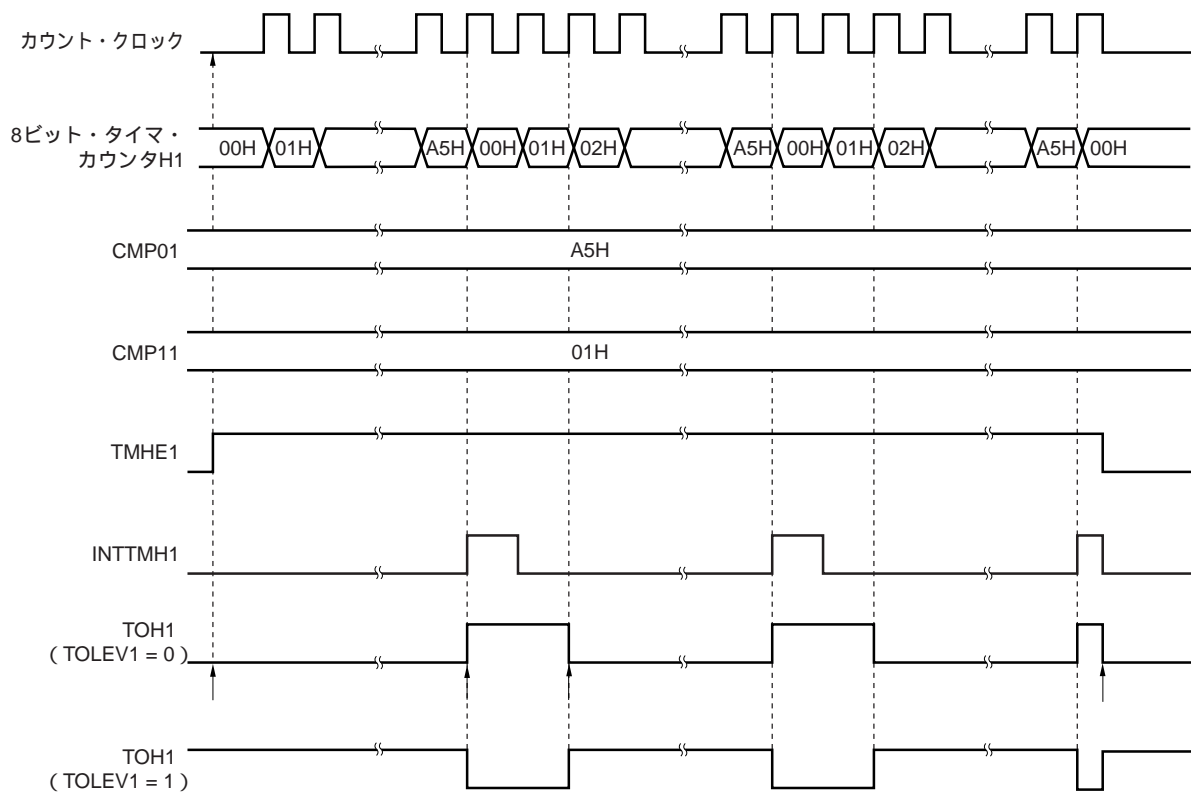 カウント・クロック
8ビット・タイマ・
カウンタH1
00H 01H A5H 00H 01H 02H A5H 00H 01H 02H A5H 00H
CMP01
A5H
CMP11
01H
TMHE1
INTTMH1
TOH1
（TOLEV1 = 0）
TOH1
（TOLEV1 = 1）